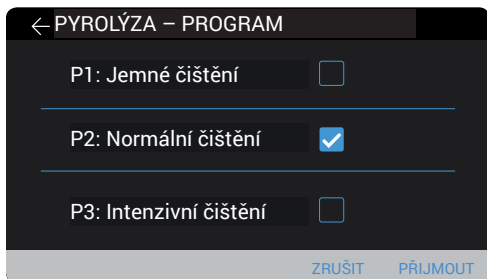 PYROLÝZA – PROGRAM
P1: Jemné čištění
P2: Normální čištění
P3: Intenzivní čištění
ZRUŠIT PŘIJMOUT